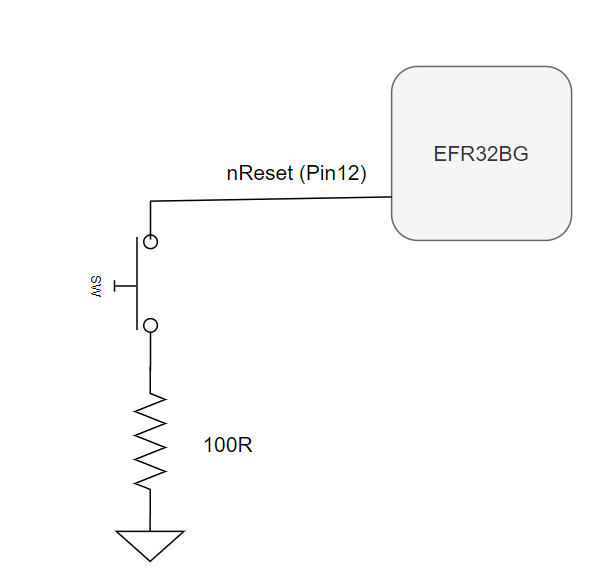 EFR32BG
nReset (Pin12)
SW
100R